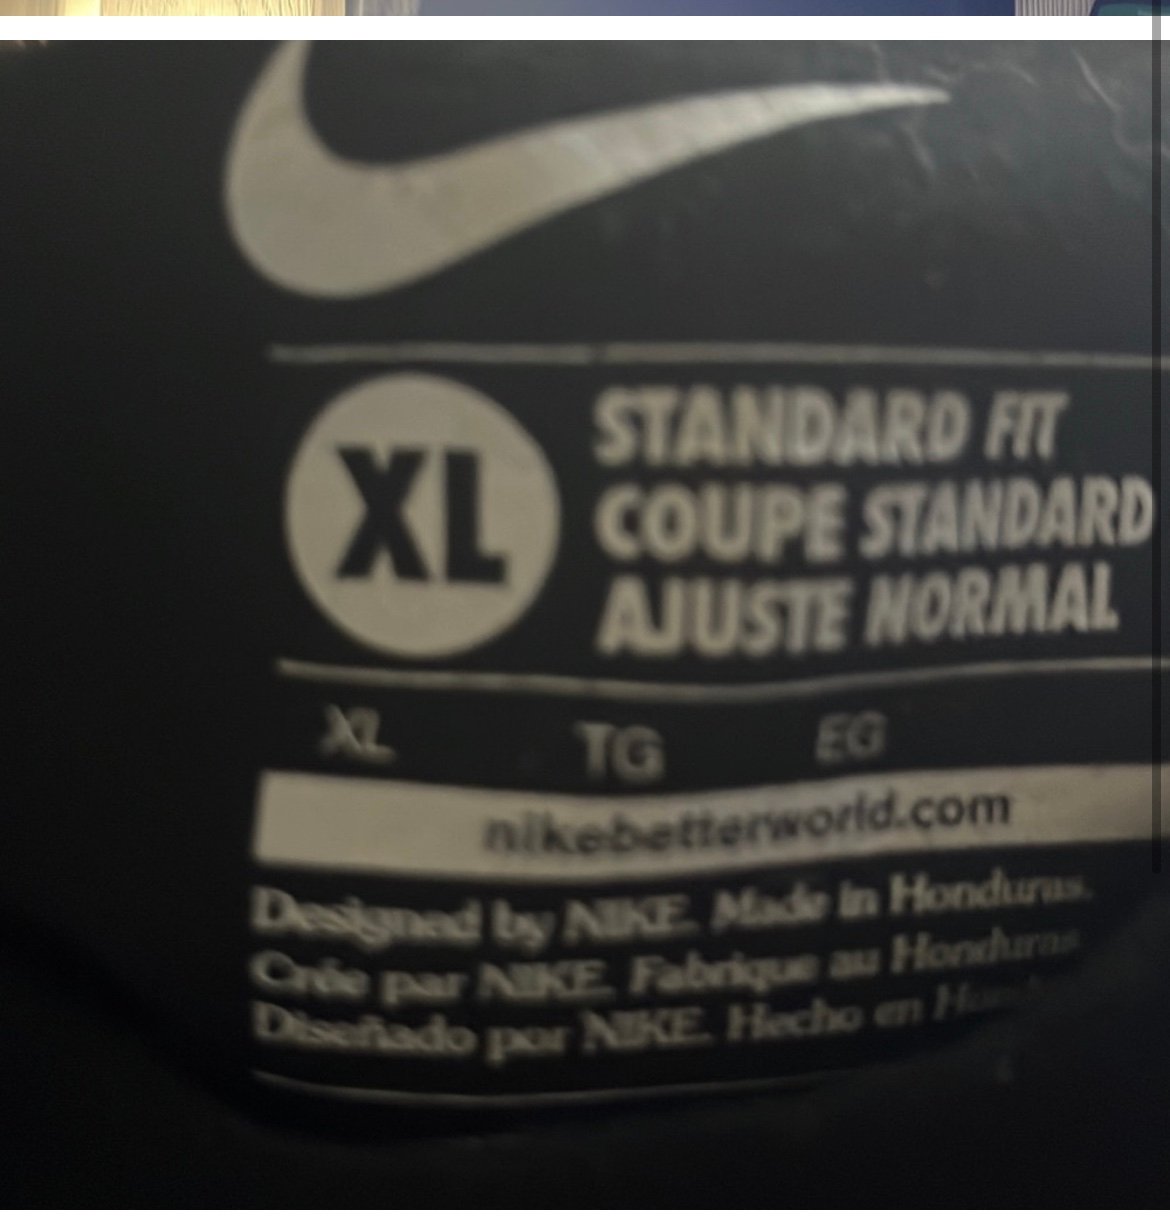 XL
STANDARD FIT
COUPE STANDARD
AJUSTE NORMAL
XL TG EG
nikebetterworld.com
Designed by NIKE. Made in Honduras.
Crée par NIKE. Fabrique au Honduras
Diseñado por NIKE. Hecho en